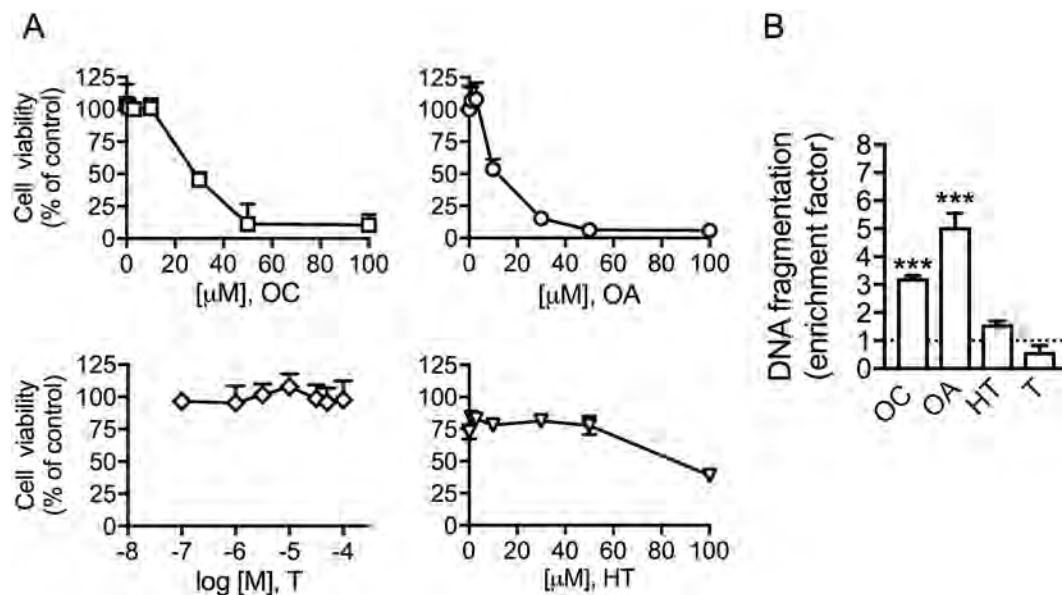 A
Cell viability
(% of control)
125
100
75
50
25
0
0 20 40 60 80 100
[μM], OC
125
100
75
50
25
0
0 20 40 60 80 100
[μM], OA
Cell viability
(% of control)
125
100
75
50
25
0
-8 -7 -6 -5 -4
log [M], T
125
100
75
50
25
0
0 20 40 60 80 100
[μM], HT
B
DNA fragmentation
(enrichment factor)
8
7
6
5
4
3
2
1
0
***
***
OC OA HT T